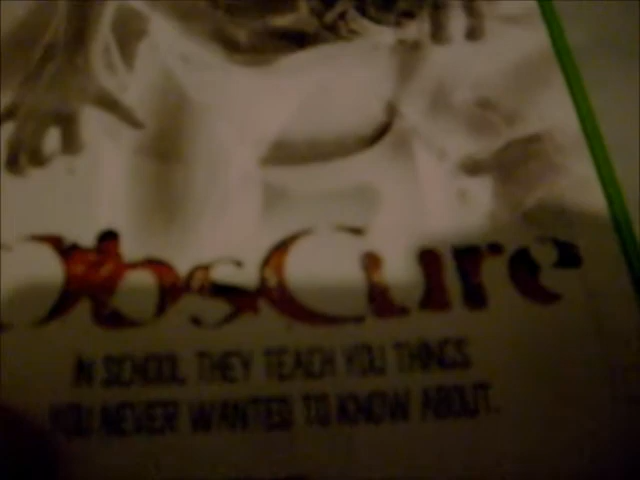 ObsCure
IN SCHOOL THEY TEACH YOU THINGS
YOU NEVER WANTED TO KNOW ABOUT.